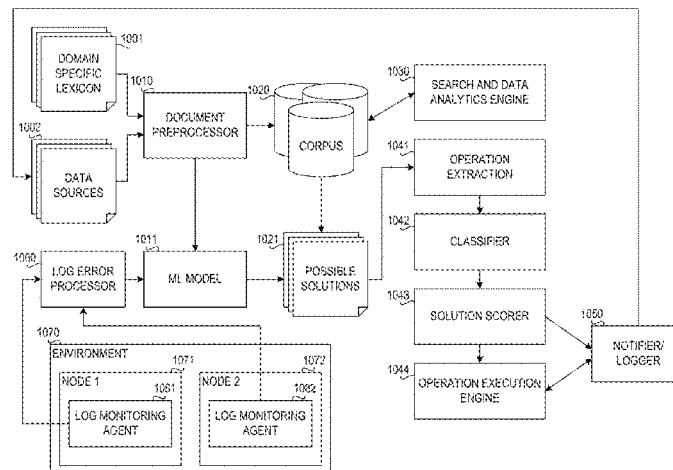 1001
DOMAIN
SPECIFIC
LEXICON
1002
DATA
SOURCES
1010
DOCUMENT
PREPROCESSOR
1020
CORPUS
1030
SEARCH AND DATA
ANALYTICS ENGINE
1041
OPERATION
EXTRACTION
1060
LOG ERROR
PROCESSOR
1011
ML MODEL
1021
POSSIBLE
SOLUTIONS
1042
CLASSIFIER
1043
SOLUTION SCORER
1044
OPERATION EXECUTION
ENGINE
1050
NOTIFIER/
LOGGER
1070
ENVIRONMENT
1071
NODE 1
1061
LOG MONITORING
AGENT
1072
NODE 2
1062
LOG MONITORING
AGENT